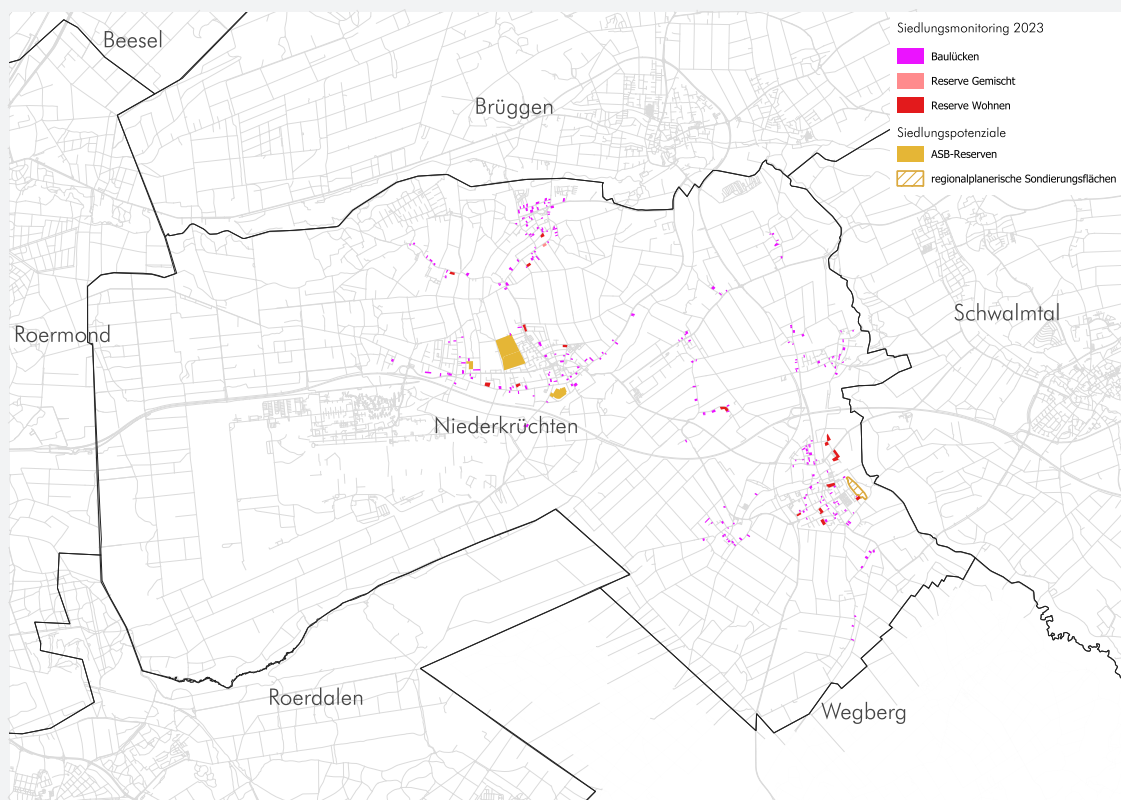 Siedlungsmonitoring 2023
Baulücken
Reserve Gemischt
Reserve Wohnen
Siedlungspotenziale
ASB-Reserven
regionalplanerische Sondierungsflächen
Beesel
Brüggen
Schwalmtal
Roermond
Niederkrüchten
Roerdalen
Wegberg